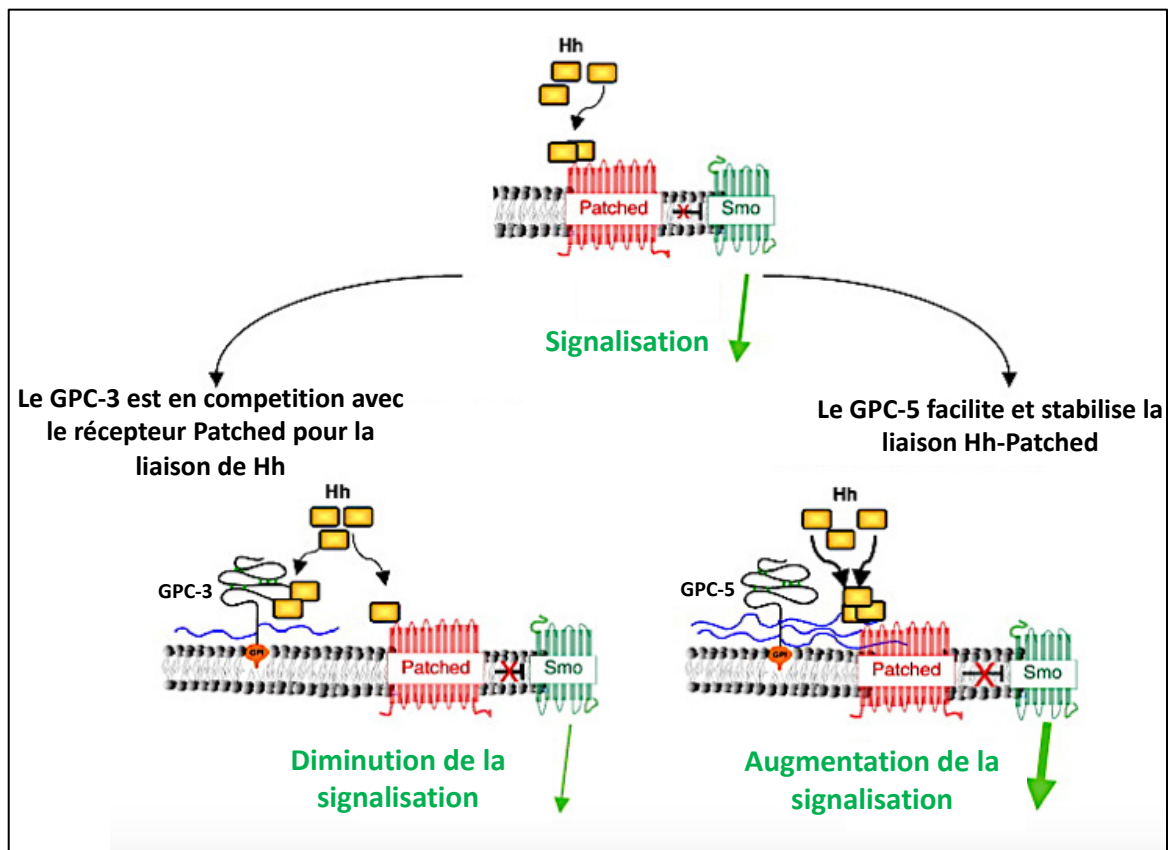 Hh
Patched
Smo
Signalisation
Le GPC-3 est en competition avec
le récepteur Patched pour la
liaison de Hh
Le GPC-5 facilite et stabilise la
liaison Hh-Patched
Hh
GPC-3
GPI
Patched
Smo
Diminution de la
signalisation
Hh
GPC-5
GPI
Patched
Smo
Augmentation de la
signalisation